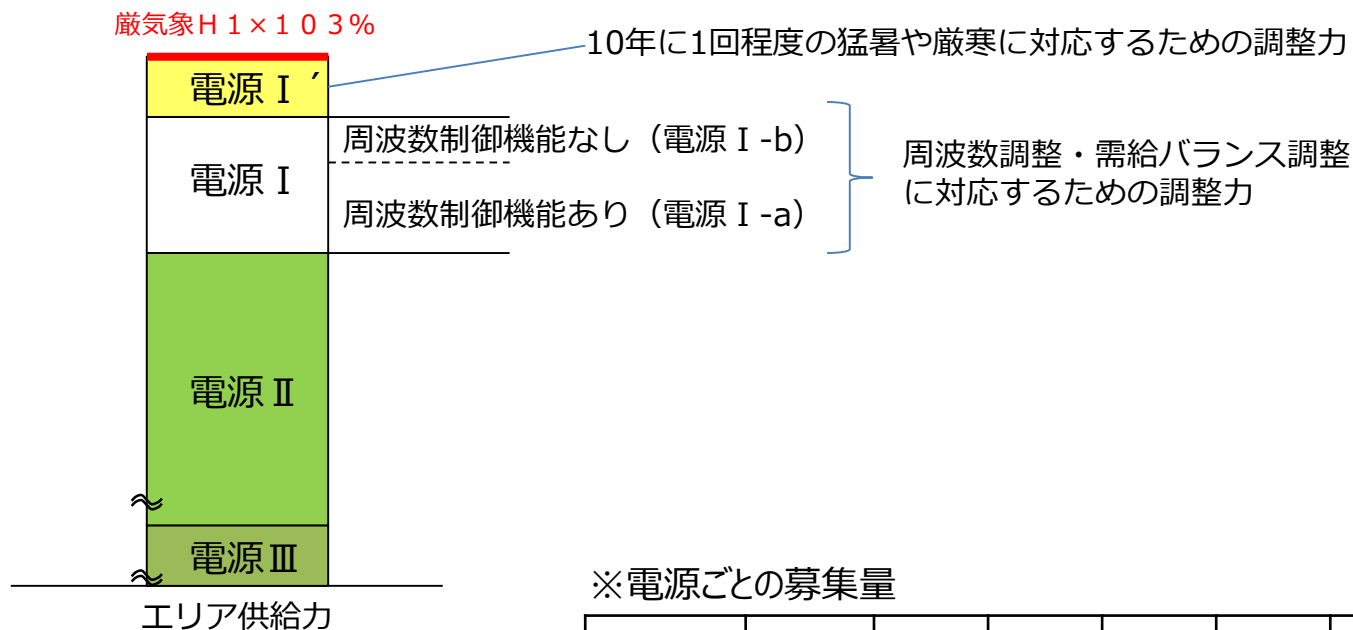 厳気象H1×103%
10年に1回程度の猛暑や厳寒に対応するための調整力
電源Ⅰ´
周波数制御機能なし（電源Ⅰ-b）
電源Ⅰ
周波数制御機能あり（電源Ⅰ-a）
周波数調整・需給バランス調整
に対応するための調整力
電源Ⅱ
電源Ⅲ
エリア供給力
※電源ごとの募集量